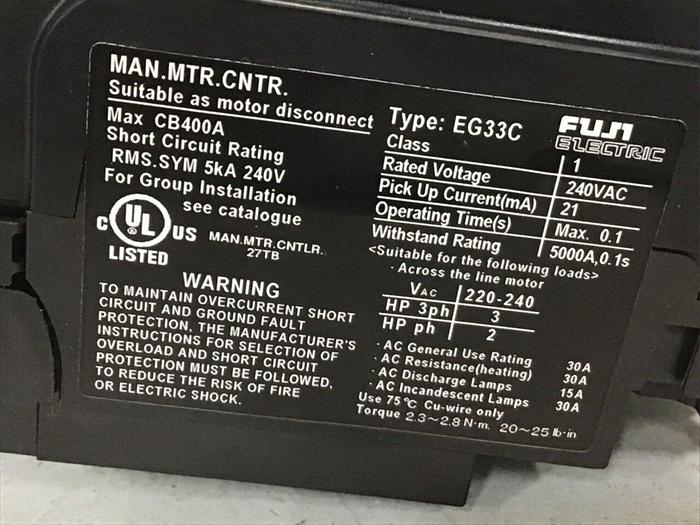 MAN.MTR.CNTR.
Suitable as motor disconnect
Max CB400A
Short Circuit Rating
RMS.SYM 5kA 240V
For Group Installation
see catalogue
C UL US
LISTED
MAN.MTR.CNTLR.
27TB
WARNING
TO MAINTAIN OVERCURRENT SHORT
CIRCUIT AND GROUND FAULT
PROTECTION, THE MANUFACTURER'S
INSTRUCTIONS FOR SELECTION OF
OVERLOAD AND SHORT CIRCUIT
PROTECTION MUST BE FOLLOWED,
TO REDUCE THE RISK OF FIRE
OR ELECTRIC SHOCK.
Type: EG33C
FUJI
ELECTRIC
Class 1
Rated Voltage 240VAC
Pick Up Current(mA) 21
Operating Time(s) Max. 0.1
Withstand Rating 5000A,0.1s
<Suitable for the following loads>
· Across the line motor
VAC 220-240
HP 3ph 3
HP ph 2
· AC General Use Rating 30A
· AC Resistance(heating) 30A
· AC Discharge Lamps 15A
· AC Incandescent Lamps 30A
Use 75℃ Cu-wire only
Torque 2.3~2.8 N·m. 20~25 lb·in